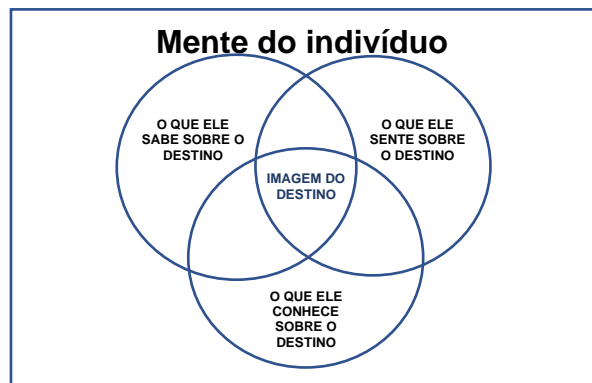 Mente do indivíduo
O QUE ELE
SABE SOBRE O
DESTINO
O QUE ELE
SENTE SOBRE
O DESTINO
IMAGEM DO
DESTINO
O QUE ELE
CONHECE
SOBRE O
DESTINO